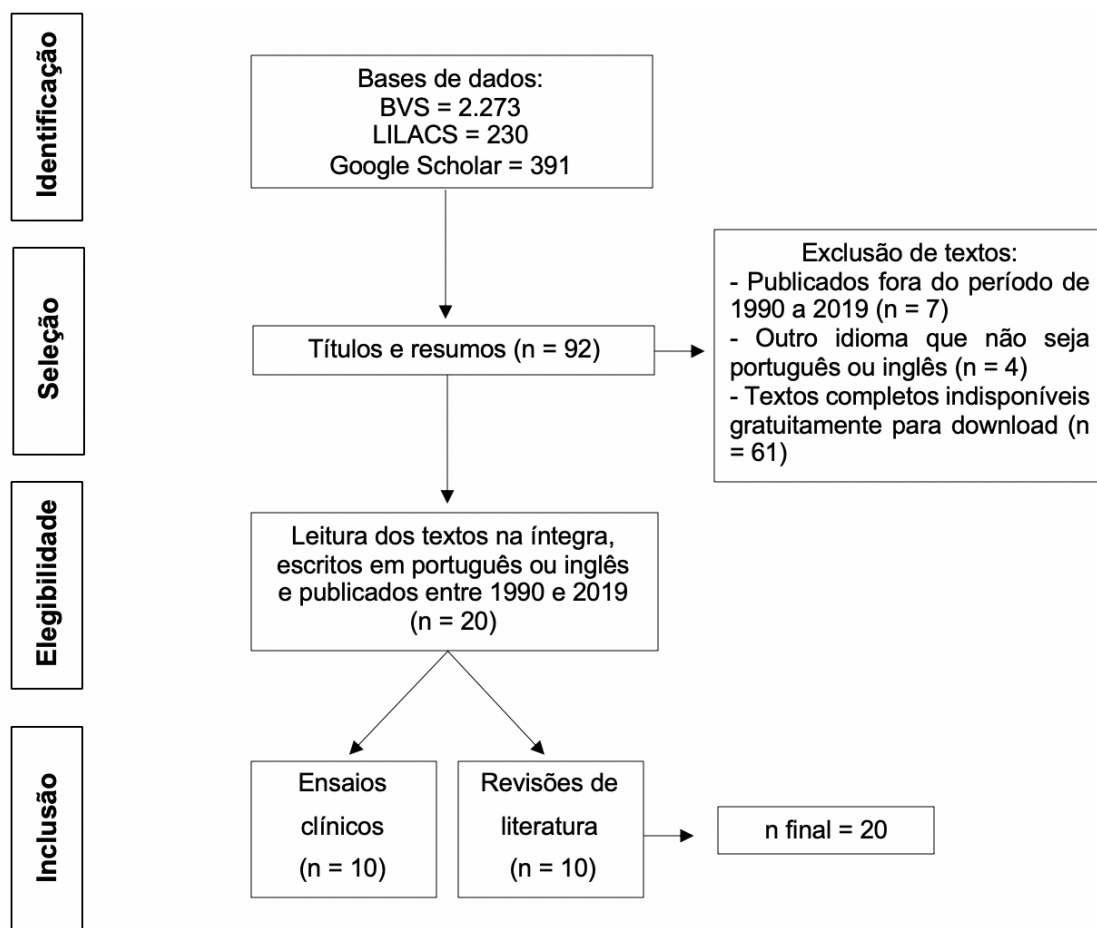 Identificação
Bases de dados:
BVS = 2.273
LILACS = 230
Google Scholar = 391
Seleção
Títulos e resumos (n = 92)
Exclusão de textos:
- Publicados fora do período de
1990 a 2019 (n = 7)
- Outro idioma que não seja
português ou inglês (n = 4)
- Textos completos indisponíveis
gratuitamente para download (n
= 61)
Elegibilidade
Leitura dos textos na íntegra,
escritos em português ou inglês
e publicados entre 1990 e 2019
(n = 20)
Inclusão
Ensaios
clínicos
(n = 10)
Revisões de
literatura
(n = 10)
n final = 20